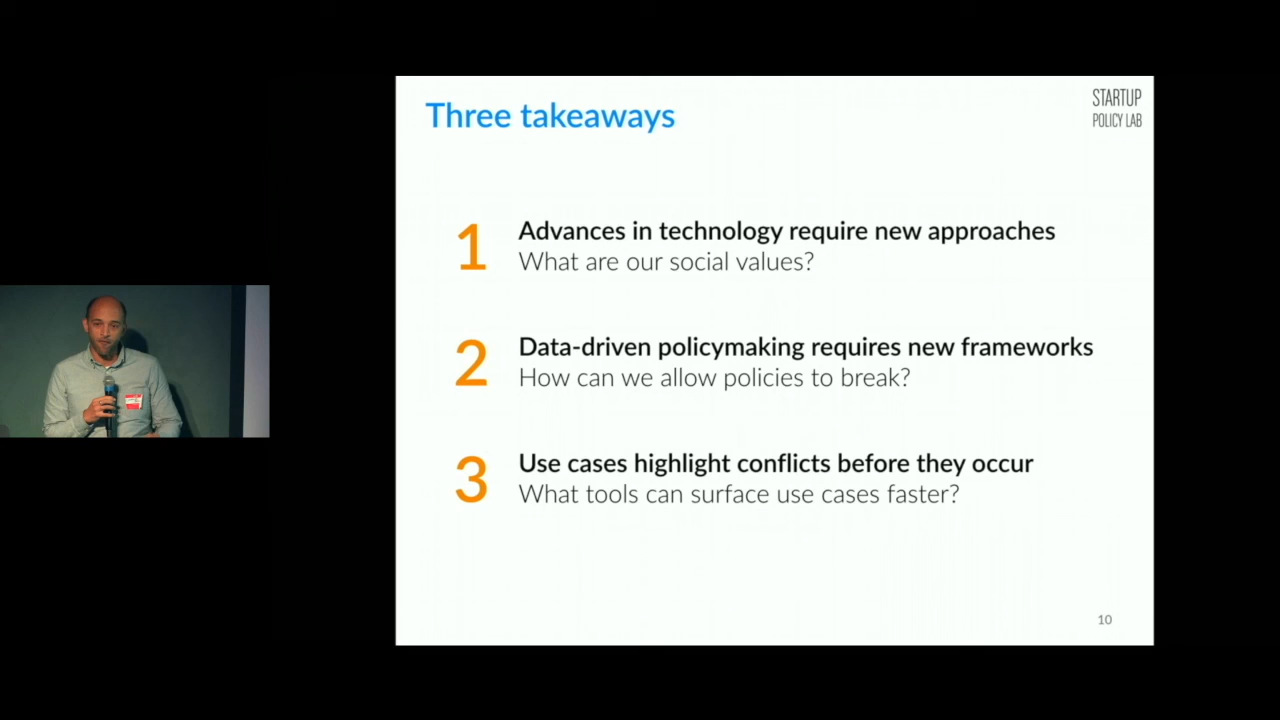 Three takeaways
STARTUP
POLICY LAB
1
Advances in technology require new approaches
What are our social values?
2
Data-driven policymaking requires new frameworks
How can we allow policies to break?
3
Use cases highlight conflicts before they occur
What tools can surface use cases faster?
10